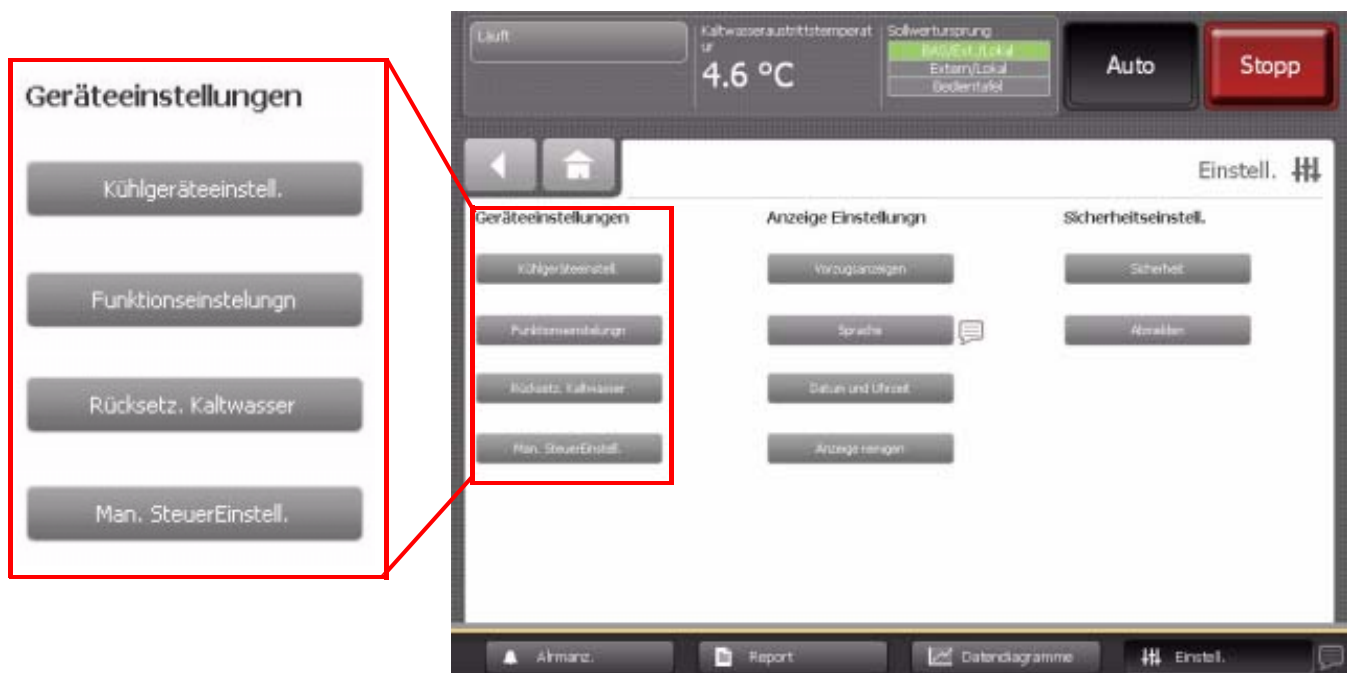 Geräteeinstellungen
Kühlgeräteeinstell.
Funktionseinstelungn
Rücksetz. Kaltwasser
Man. SteuerEinstell.
Läuft
Kaltwasseraustrittstemperat
ur
4.6 °C
Sollwertursprung
BAS/Ext./Lokal
Extern/Lokal
Bedientafel
Auto
Stopp
Einstell.
Geräteeinstellungen
Kühlgeräteeinstell.
Funktionseinstelungn
Rücksetz. Kaltwasser
Man. SteuerEinstell.
Anzeige Einstellungn
Vorzugsanzeigen
Sprache
Datum und Uhrzeit
Anzeige reinigen
Sicherheitseinstell.
Sicherheit
Abmelden
Alrmanz.
Report
Datendiagramme
Einstell.